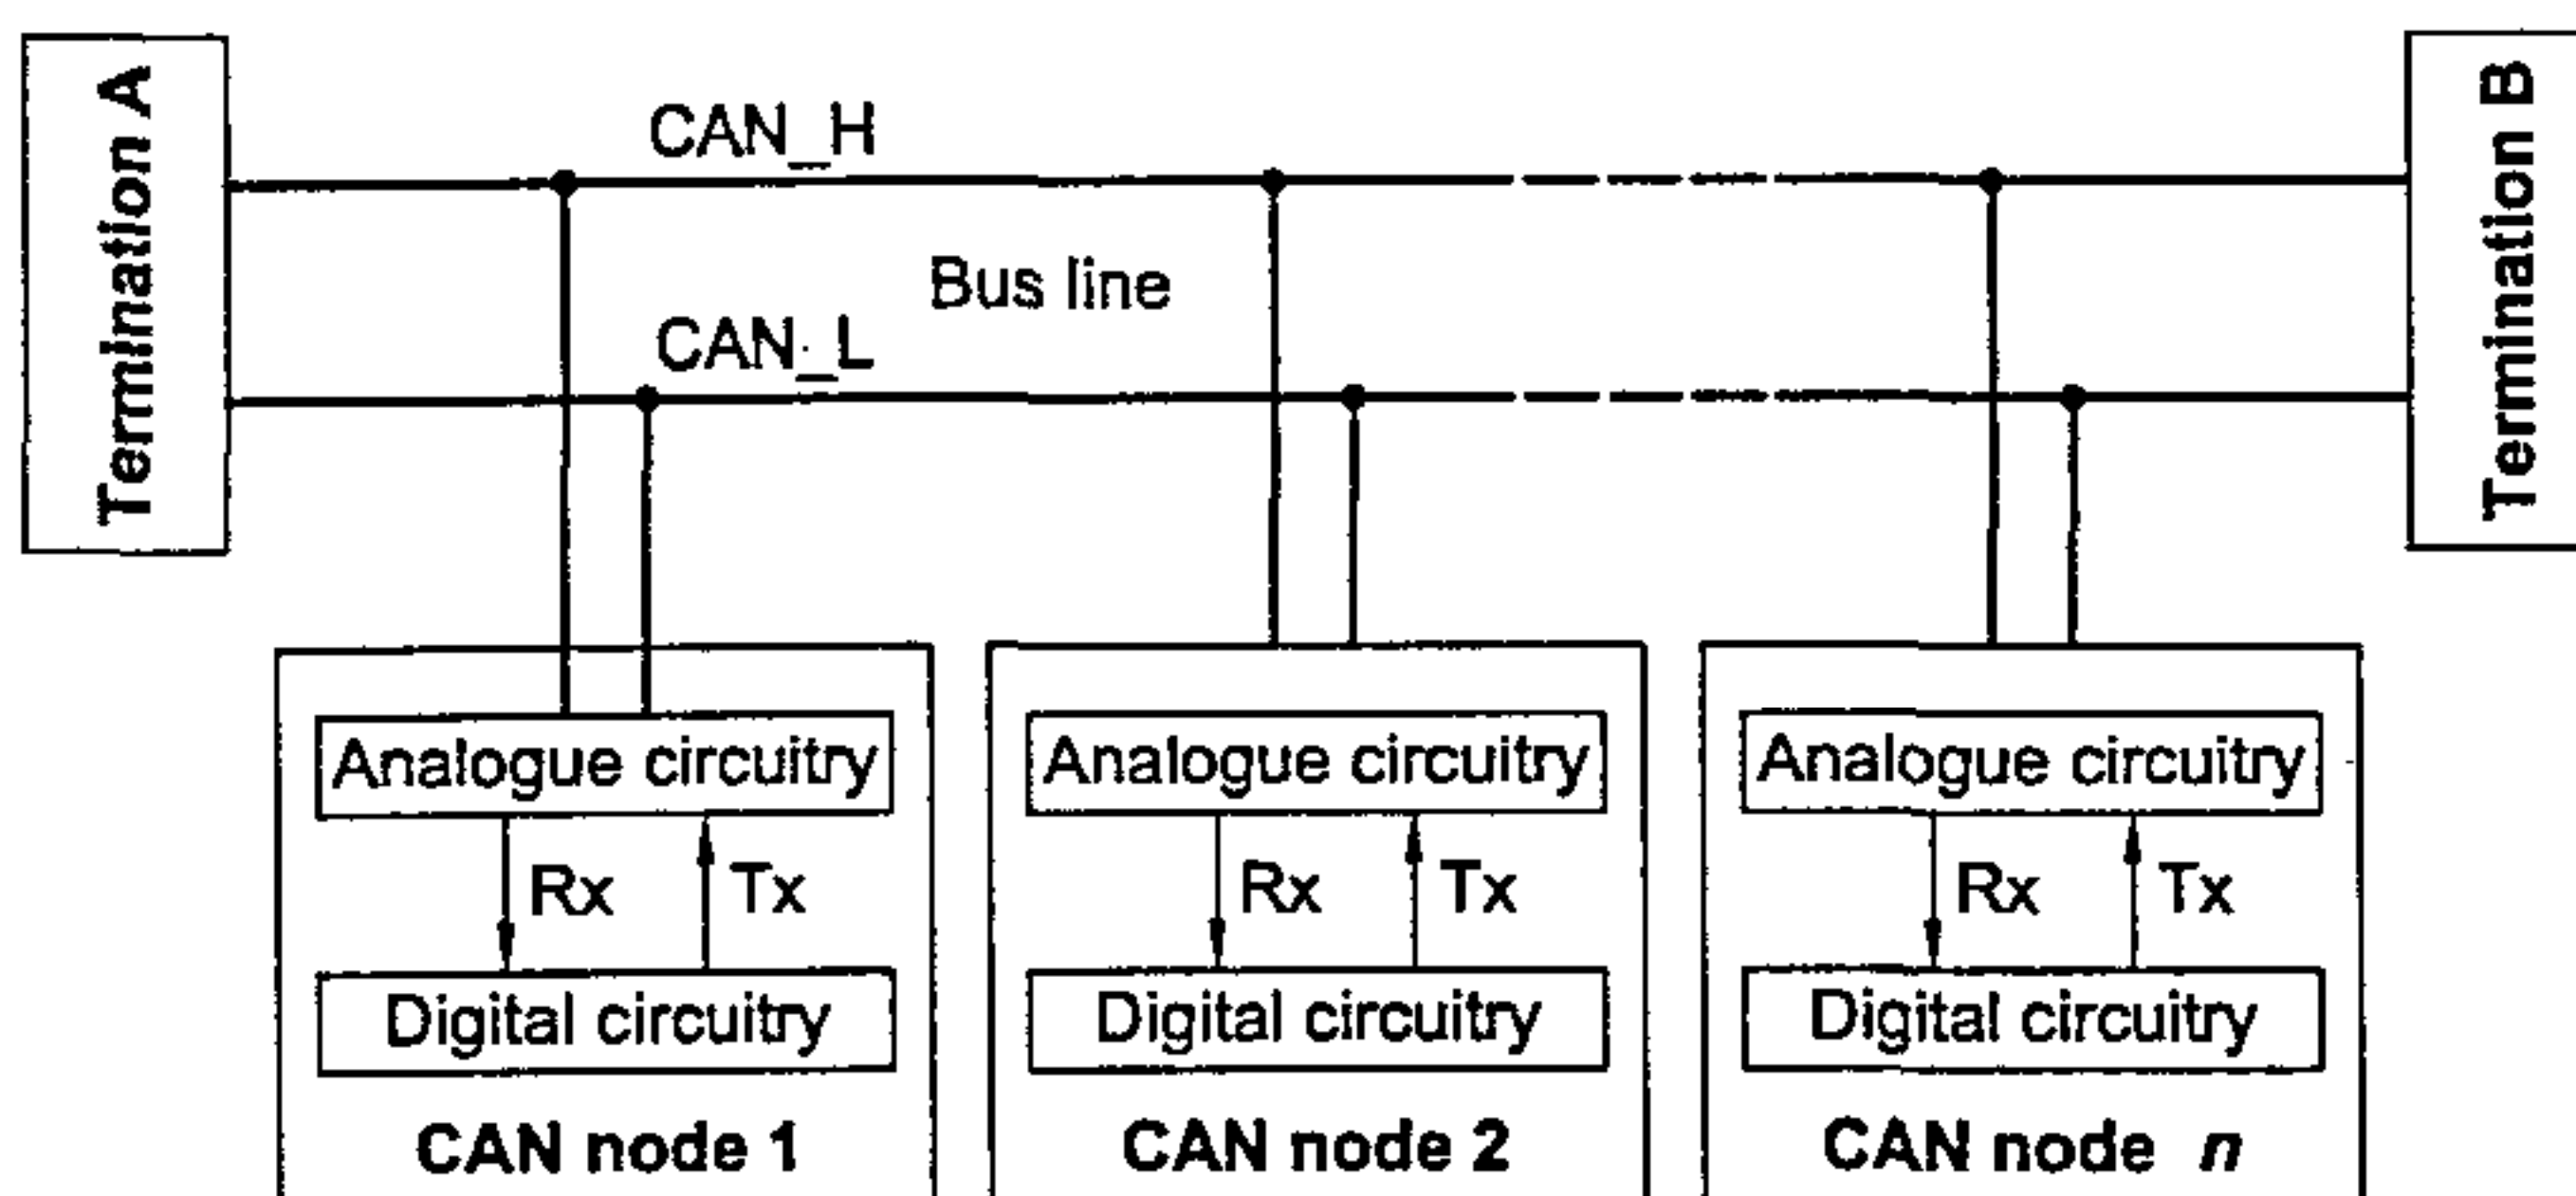 Termination A
CAN_H
Bus line
CAN_L
Termination B
Analogue circuitry
Rx
Tx
Digital circuitry
CAN node 1
Analogue circuitry
Rx
Tx
Digital circuitry
CAN node 2
Analogue circuitry
Rx
Tx
Digital circuitry
CAN node n